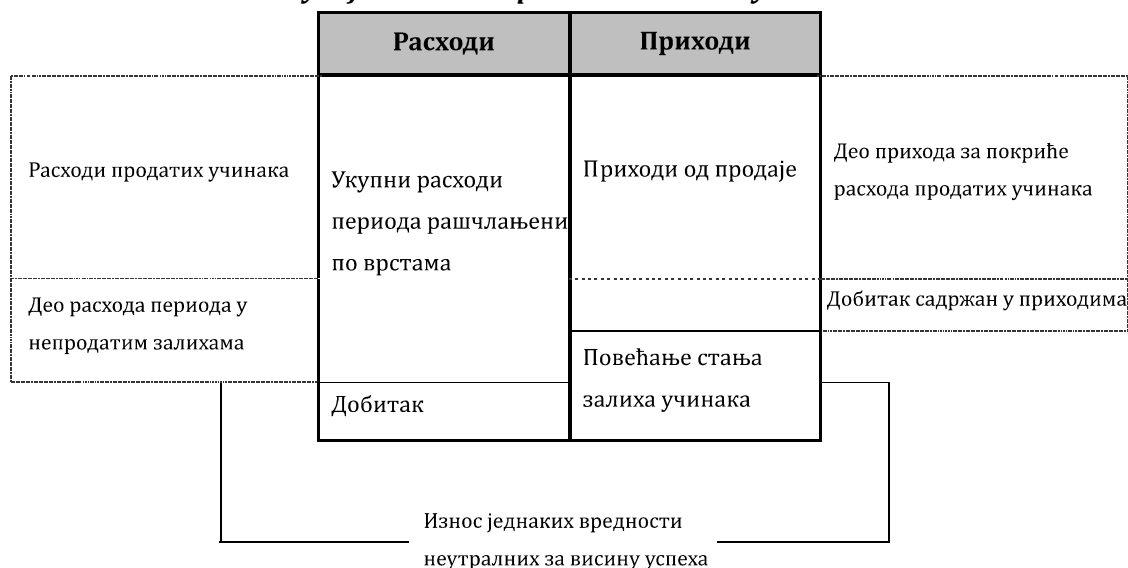 Расходи
Приходи
Расходи продатих учинака
Део расхода периода у
непродатим залихама
Укупни расходи
периода рашчлањени
по врстама
Добитак
Приходи од продаје
Повећање стања
залиха учинака
Део прихода за покриће
расхода продатих учинака
Добитак садржан у приходима
Износ једнаких вредности
неутралних за висину успеха